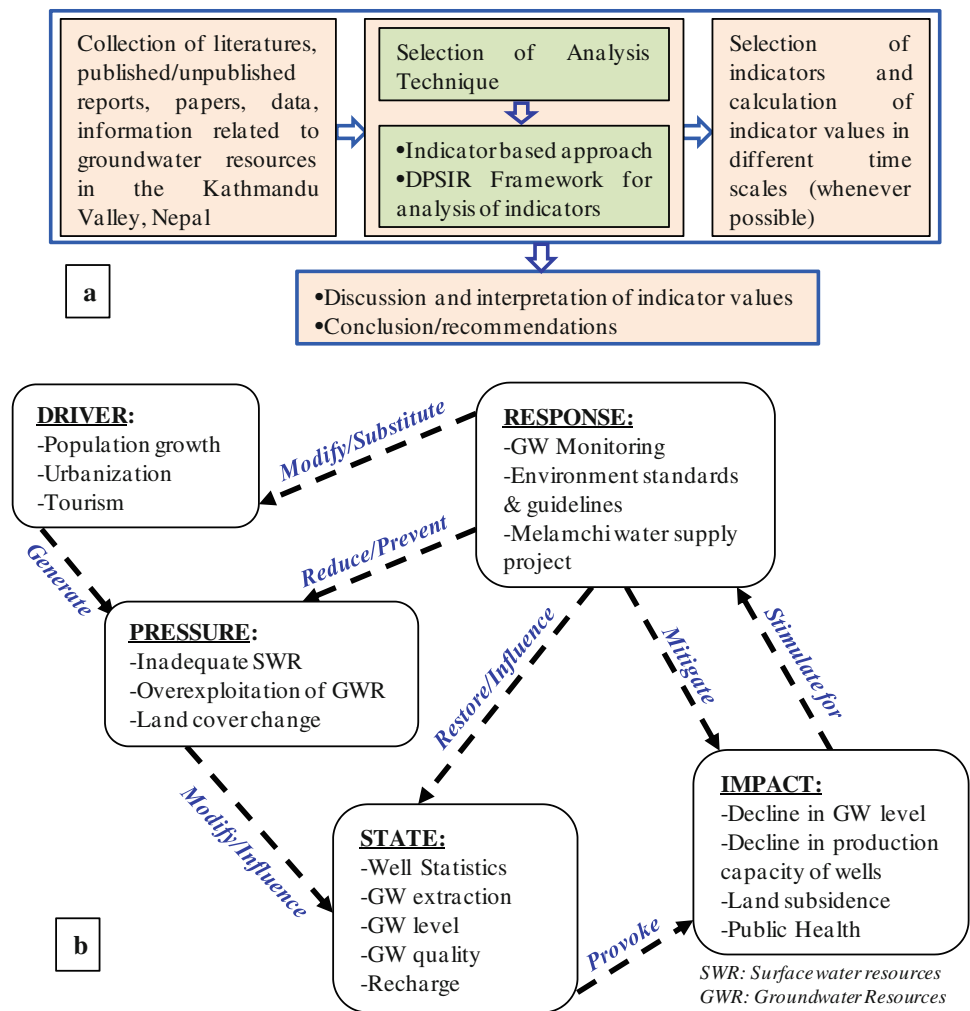 Collection of literatures,
published/unpublished
reports, papers, data,
information related to
groundwater resources
in the Kathmandu
Valley, Nepal
Selection of Analysis
Technique
•Indicator based approach
•DPSIR Framework for
analysis of indicators
Selection of
indicators and
calculation of
indicator values in
different time
scales (whenever
possible)
•Discussion and interpretation of indicator values
•Conclusion/recommendations
a
DRIVER:
-Population growth
-Urbanization
-Tourism
Modify/Substitute
RESPONSE:
-GW Monitoring
-Environment standards
& guidelines
-Melamchi water supply
project
Generate
Reduce/Prevent
PRESSURE:
-Inadequate SWR
-Overexploitation of GWR
-Land cover change
Restore/Influence
Mitigate
Stimulate for
Modify/Influence
STATE:
-Well Statistics
-GW extraction
-GW level
-GW quality
-Recharge
Provoke
IMPACT:
-Decline in GW level
-Decline in production
capacity of wells
-Land subsidence
-Public Health
b
SWR: Surface water resources
GWR: Groundwater Resources